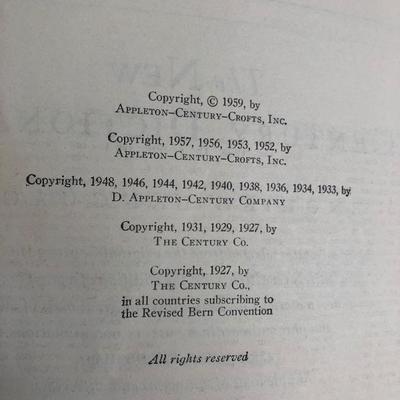 Copyright, © 1959, by
Appleton–Century–Crofts, Inc.
Copyright, 1957, 1956, 1953, 1952, by
Appleton–Century–Crofts, Inc.
Copyright, 1948, 1946, 1944, 1942, 1940, 1938, 1936, 1934, 1933, by
D. Appleton–Century Company
Copyright, 1931, 1929, 1927, by
The Century Co.
Copyright, 1927, by
The Century Co.,
in all countries subscribing to
the Revised Bern Convention
All rights reserved